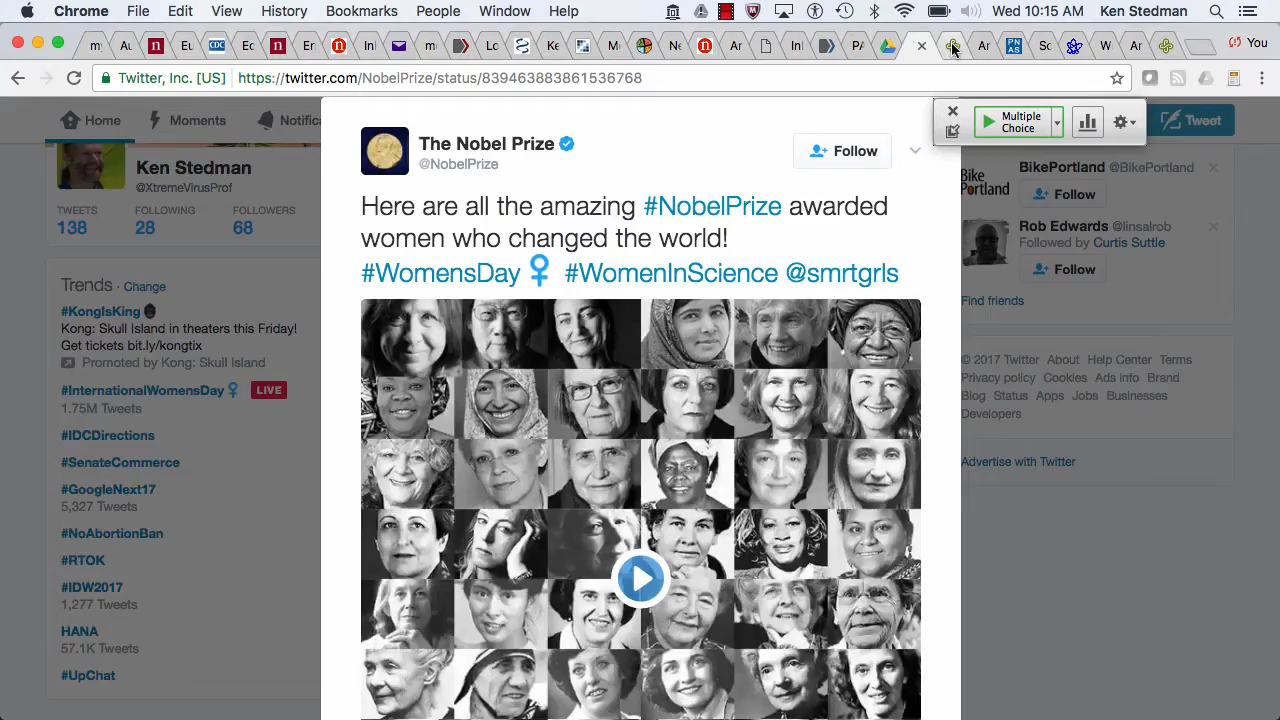 Chrome File Edit View History Bookmarks People Window Help Wed 10:15 AM Ken Stedman
You
Twitter, Inc. [US] https://twitter.com/NobelPrize/status/839463883861536768
Home Moments Notific
Tweet
Multiple
Choice
Ken Stedman
@XtremeVirusProf
TWEETS FOLLOWING FOLLOWERS
138 28 68
Trends · Change
#KongIsKing
Kong: Skull Island in theaters this Friday!
Get tickets bit.ly/kongtix
Promoted by Kong: Skull Island
#InternationalWomensDay LIVE
1.75M Tweets
#IDCDirections
#SenateCommerce
#GoogleNext17
5,327 Tweets
#NoAbortionBan
#RTOK
#IDW2017
1,277 Tweets
HANA
57.1K Tweets
#UpChat
The Nobel Prize
@NobelPrize
Follow
Here are all the amazing #NobelPrize awarded
women who changed the world!
#WomensDay #WomenInScience @smrtgrls
Bike
Portland
BikePortland @BikePortland
Follow
Rob Edwards @linsalrob
Followed by Curtis Suttle
Follow
Find friends
© 2017 Twitter About Help Center Terms
Privacy policy Cookies Ads info Brand
Blog Status Apps Jobs Businesses
Developers
Advertise with Twitter